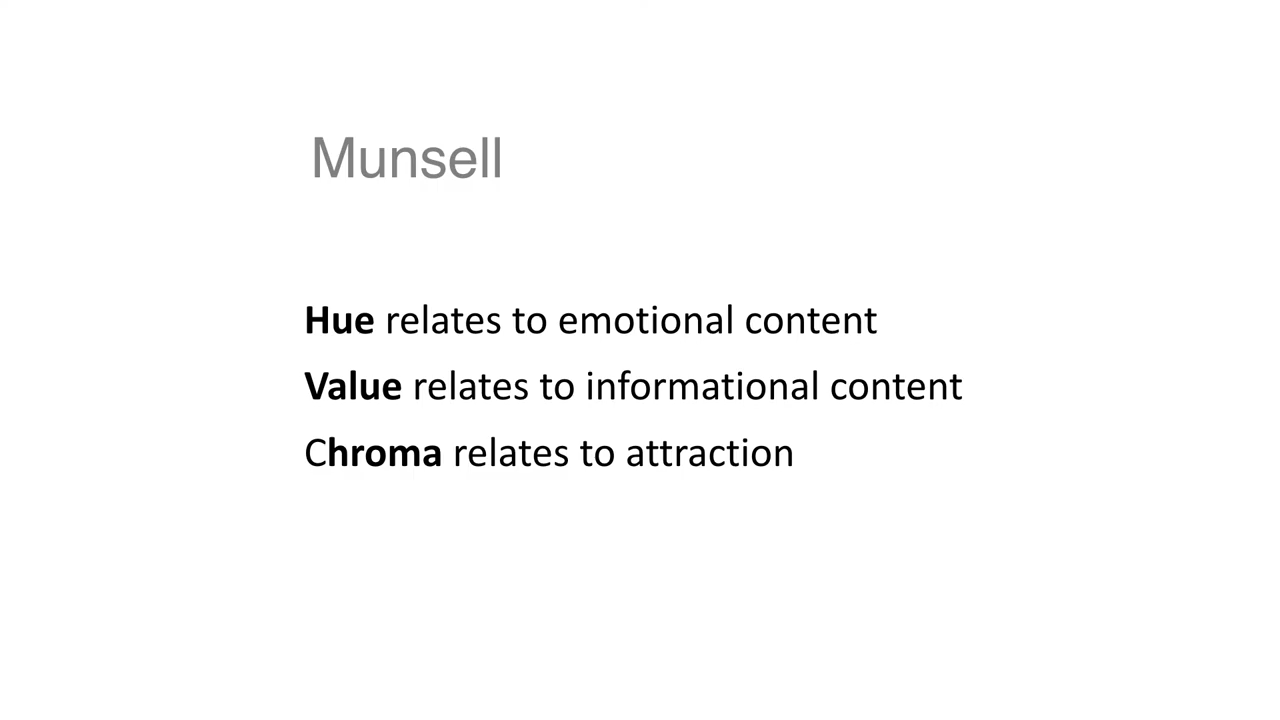 Munsell
Hue relates to emotional content
Value relates to informational content
Chroma relates to attraction